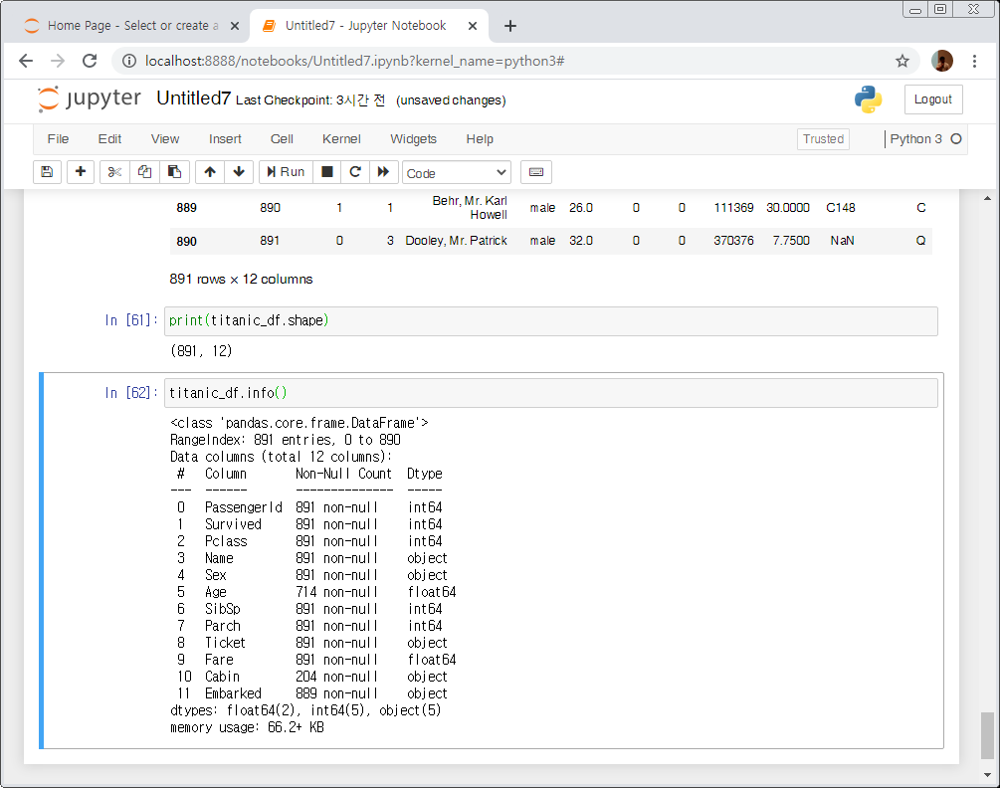 Home Page - Select or create a
Untitled7 - Jupyter Notebook
localhost:8888/notebooks/Untitled7.ipynb?kernel_name=python3#
jupyter Untitled7 Last Checkpoint: 3시간 전 (unsaved changes)
Logout
File Edit View Insert Cell Kernel Widgets Help Trusted Python 3
Run Code
889 890 1 1 Behr, Mr. Karl Howell male 26.0 0 0 111369 30.0000 C148 C
890 891 0 3 Dooley, Mr. Patrick male 32.0 0 0 370376 7.7500 NaN Q
891 rows × 12 columns
In [61]: print(titanic_df.shape)
(891, 12)
In [62]: titanic_df.info()
<class 'pandas.core.frame.DataFrame'>
RangeIndex: 891 entries, 0 to 890
Data columns (total 12 columns):
# Column Non-Null Count Dtype
--- ------ -------------- -----
0 PassengerId 891 non-null int64
1 Survived 891 non-null int64
2 Pclass 891 non-null int64
3 Name 891 non-null object
4 Sex 891 non-null object
5 Age 714 non-null float64
6 SibSp 891 non-null int64
7 Parch 891 non-null int64
8 Ticket 891 non-null object
9 Fare 891 non-null float64
10 Cabin 204 non-null object
11 Embarked 889 non-null object
dtypes: float64(2), int64(5), object(5)
memory usage: 66.2+ KB